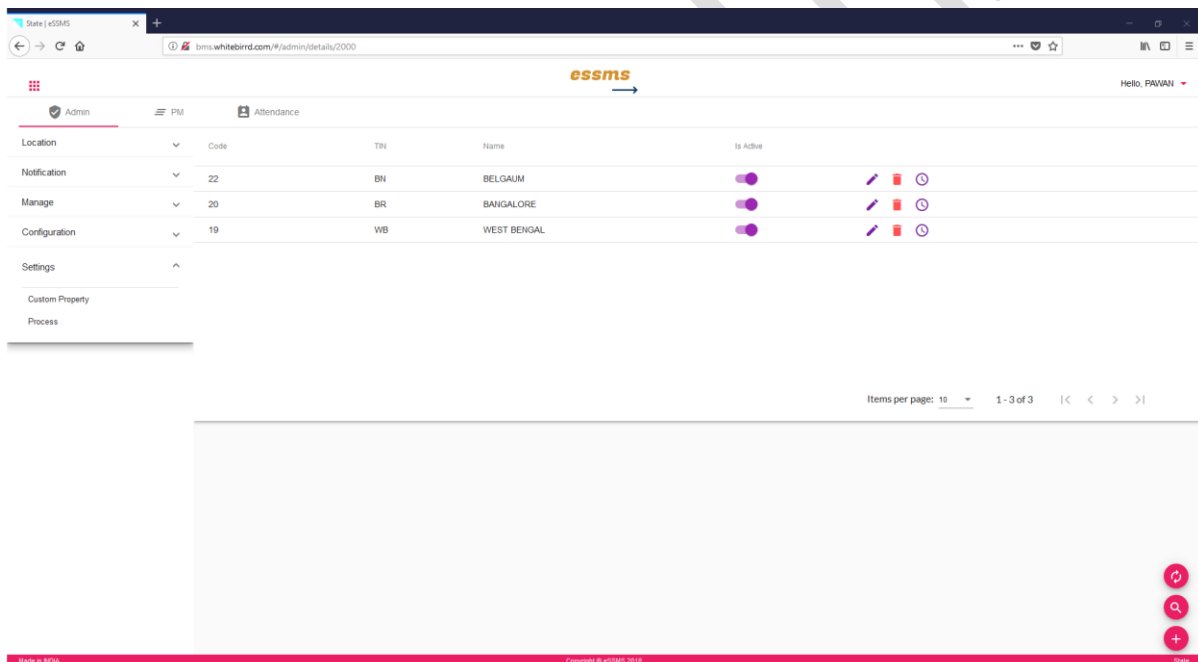 State | eSSMS
bms.whitebirrd.com/#/admin/details/2000
essms
Hello, PAWAN
Admin
PM
Attendance
Location
Notification
Manage
Configuration
Settings
Custom Property
Process
Code TIN Name Is Active
22 BN BELGAUM
20 BR BANGALORE
19 WB WEST BENGAL
Items per page: 10 1 - 3 of 3
Made in INDIA Copyright © eSSMS 2018 State